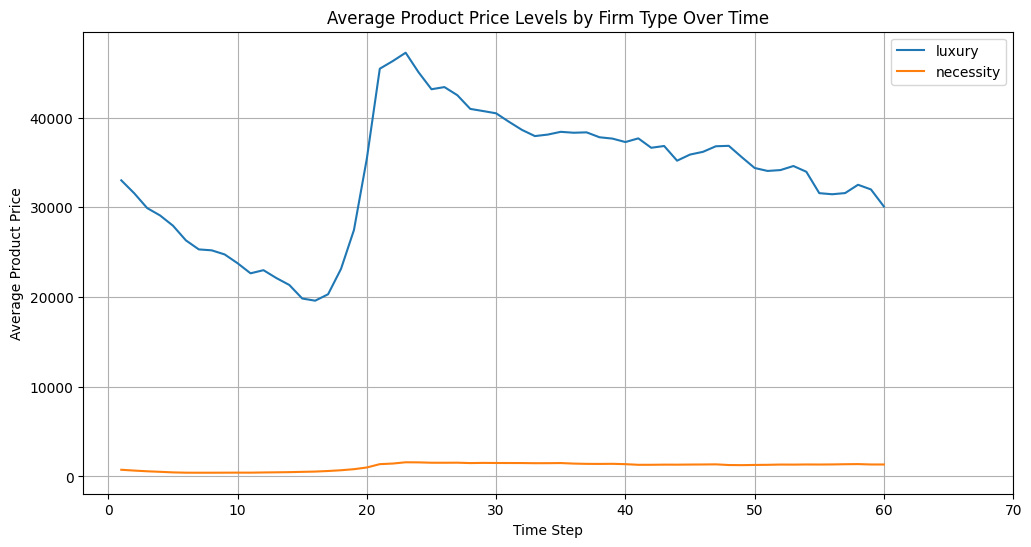 Average Product Price Levels by Firm Type Over Time
luxury
necessity
Average Product Price
40000
30000
20000
10000
0
0 10 20 30 40 50 60 70
Time Step